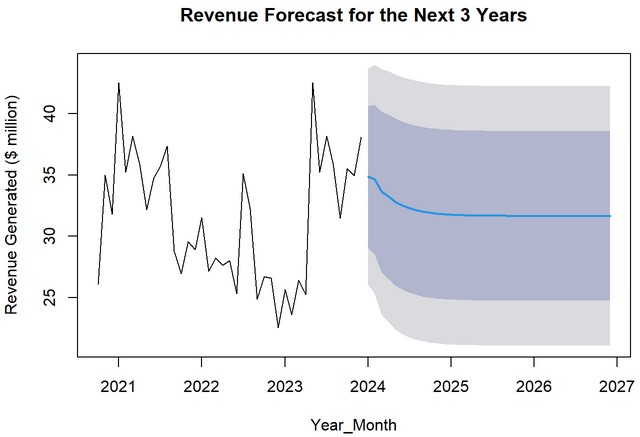 Revenue Forecast for the Next 3 Years
Revenue Generated ($ million)
40
35
30
25
2021 2022 2023 2024 2025 2026 2027
Year_Month